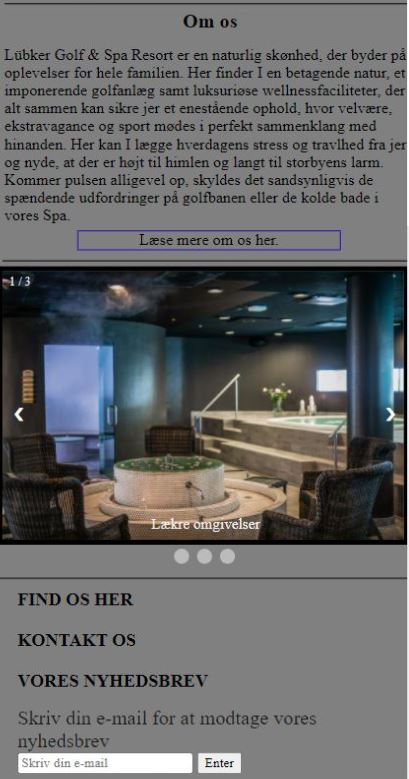 Om os
Lübker Golf & Spa Resort er en naturlig skønhed, der byder på
oplevelser for hele familien. Her finder I en betagende natur, et
imponerende golfanlæg samt luksuriøse wellnessfaciliteter, der
alt sammen kan sikre jer et enestående ophold, hvor velvære,
ekstravagance og sport mødes i perfekt sammenklang med
hinanden. Her kan I lægge hverdagens stress og travlhed fra jer
og nyde, at der er højt til himlen og langt til storbyens larm.
Kommer pulsen alligevel op, skyldes det sandsynligvis de
spændende udfordringer på golfbanen eller de kolde bade i
vores Spa.
Læse mere om os her.
1 / 3
❮ ❯
Lækre omgivelser
FIND OS HER
KONTAKT OS
VORES NYHEDSBREV
Skriv din e-mail for at modtage vores
nyhedsbrev
Skriv din e-mail Enter